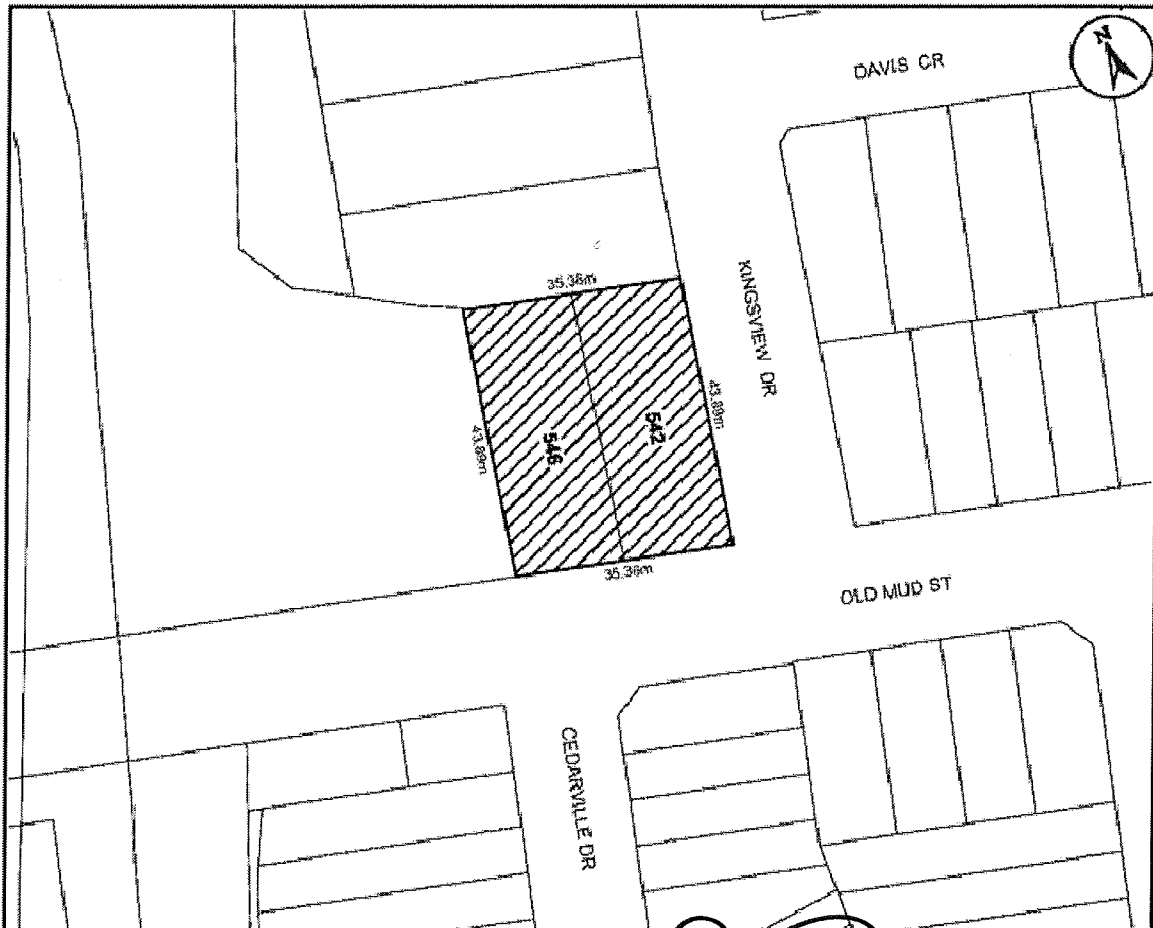 N
DAVIS CR
KINGSVIEW DR
35.36m
43.89m
542
546
43.89m
35.36m
OLD MUD ST
CEDARVILLE DR